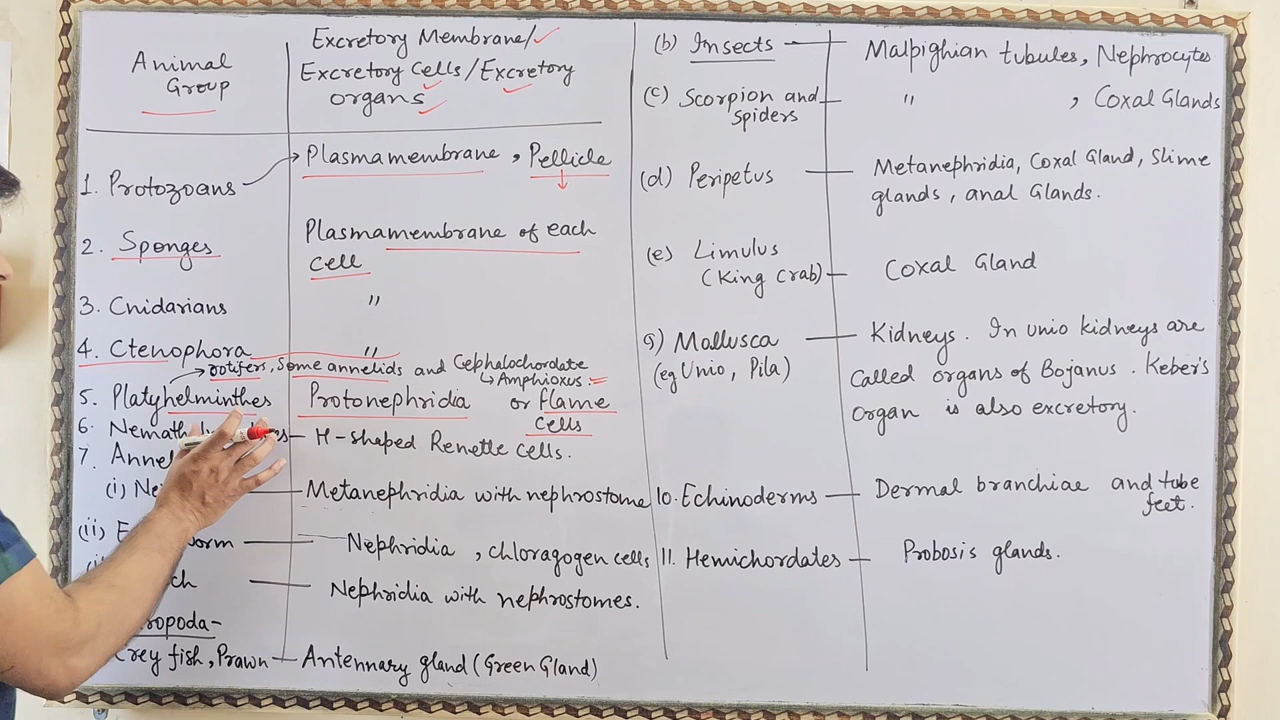 Animal Group
Excretory Membrane/
Excretory Cells/Excretory
organs
1. Protozoans
Plasmamembrane, Pellicle
2. Sponges
Plasmamembrane of each
cell
3. Cnidarians
"
4. Ctenophora
"
rotifers, Some annelids and Cephalochordate
Amphioxus.
5. Platyhelminthes
Protonephridia or flame
cells
6. H-shaped Renette cells.
7.
(i)
Metanephridia with nephrostome
(ii)
Nephridia, chloragogen cells
Nephridia with nephrostomes.
Crey fish, Prawn
Antennary gland (Green Gland)
(b) Insects
Malpighian tubules, Nephrocytes
(c) Scorpion and
Spiders
" , Coxal Glands
(d) Peripetus
Metanephridia, Coxal Gland, Slime
glands, anal Glands.
(e) Limulus
(King Crab)
Coxal Gland
9) Mallusca
(eg Unio, Pila)
Kidneys. In unio kidneys are
Called organs of Bojanus. Keber's
Organ is also excretory.
10. Echinoderms
Dermal branchiae and tube
feet.
11. Hemichordates
Probosis glands.